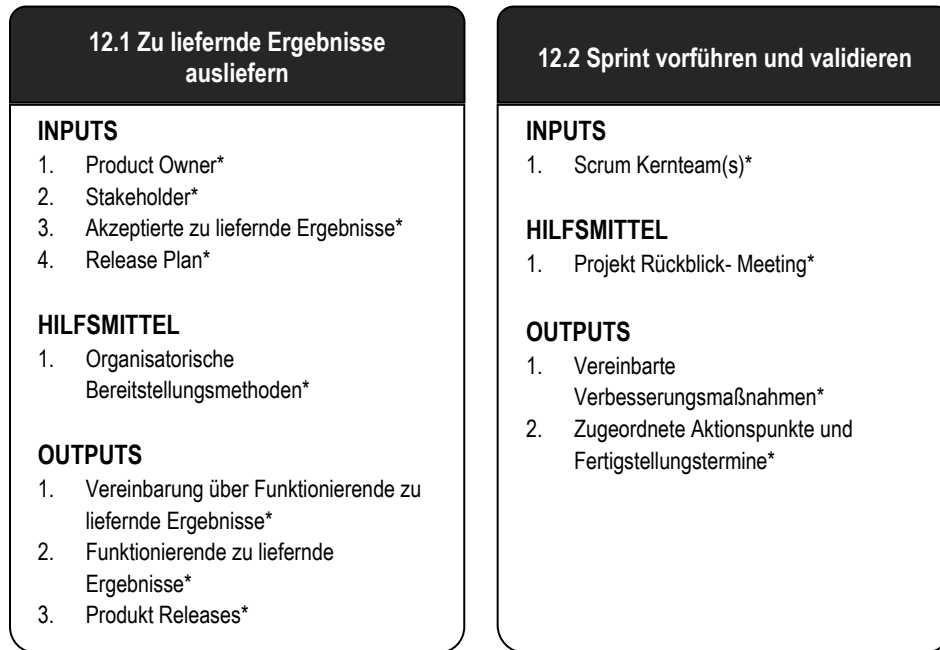 12.1 Zu liefernde Ergebnisse
ausliefern
INPUTS
1. Product Owner*
2. Stakeholder*
3. Akzeptierte zu liefernde Ergebnisse*
4. Release Plan*
HILFSMITTEL
1. Organisatorische
Bereitstellungsmethoden*
OUTPUTS
1. Vereinbarung über Funktionierende zu
liefernde Ergebnisse*
2. Funktionierende zu liefernde
Ergebnisse*
3. Produkt Releases*
12.2 Sprint vorführen und validieren
INPUTS
1. Scrum Kernteam(s)*
HILFSMITTEL
1. Projekt Rückblick- Meeting*
OUTPUTS
1. Vereinbarte
Verbesserungsmaßnahmen*
2. Zugeordnete Aktionspunkte und
Fertigstellungstermine*